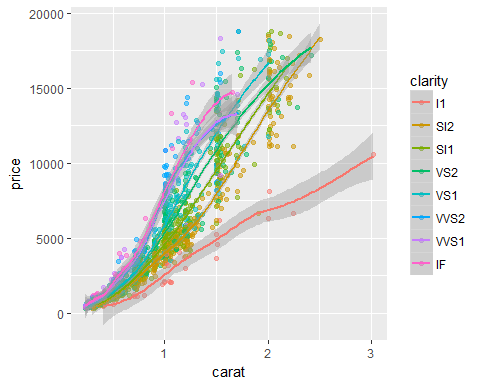 20000
15000
10000
5000
0
price
1
2
3
carat
clarity
I1
SI2
SI1
VS2
VS1
VVS2
VVS1
IF